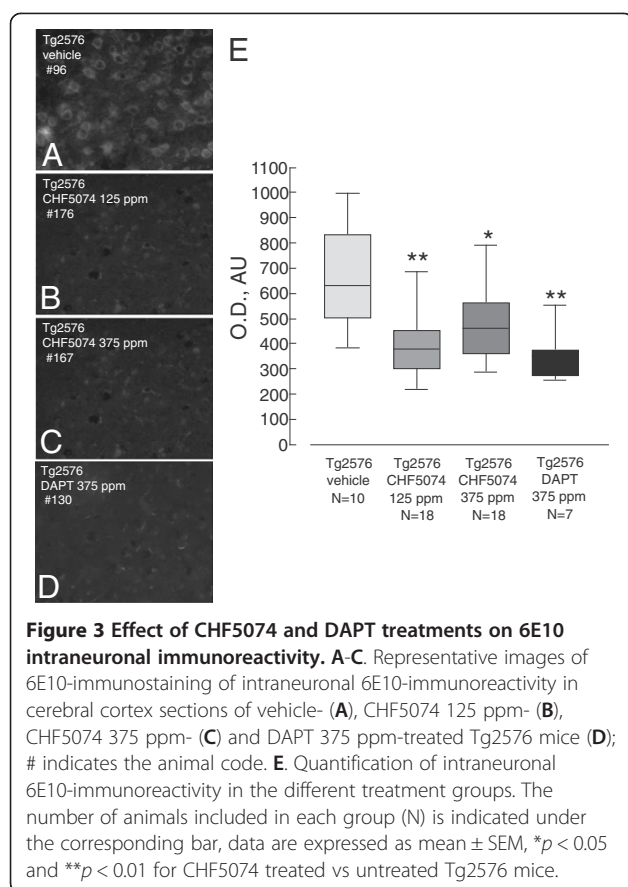 Tg2576
vehicle
#96
A
Tg2576
CHF5074 125 ppm
#176
B
Tg2576
CHF5074 375 ppm
#167
C
Tg2576
DAPT 375 ppm
#130
D
E
O.D., AU
1100
1000
900
800
700
600
500
400
300
200
100
0
**
*
**
Tg2576
vehicle
N=10
Tg2576
CHF5074
125 ppm
N=18
Tg2576
CHF5074
375 ppm
N=18
Tg2576
DAPT
375 ppm
N=7
Figure 3 Effect of CHF5074 and DAPT treatments on 6E10
intraneuronal immunoreactivity. A-C. Representative images of
6E10-immunostaining of intraneuronal 6E10-immunoreactivity in
cerebral cortex sections of vehicle- (A), CHF5074 125 ppm- (B),
CHF5074 375 ppm- (C) and DAPT 375 ppm-treated Tg2576 mice (D);
# indicates the animal code. E. Quantification of intraneuronal
6E10-immunoreactivity in the different treatment groups. The
number of animals included in each group (N) is indicated under
the corresponding bar, data are expressed as mean ± SEM, *p < 0.05
and **p < 0.01 for CHF5074 treated vs untreated Tg2576 mice.